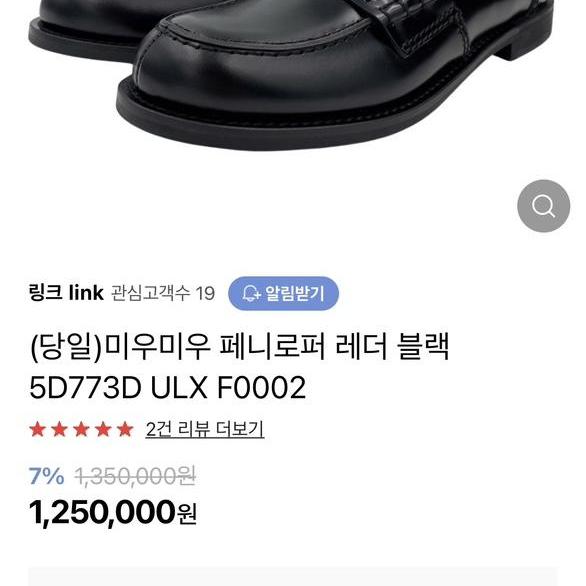 링크 link 관심고객수 19 알림받기
(당일)미우미우 페니로퍼 레더 블랙
5D773D ULX F0002
2건 리뷰 더보기
7% 1,350,000원
1,250,000원